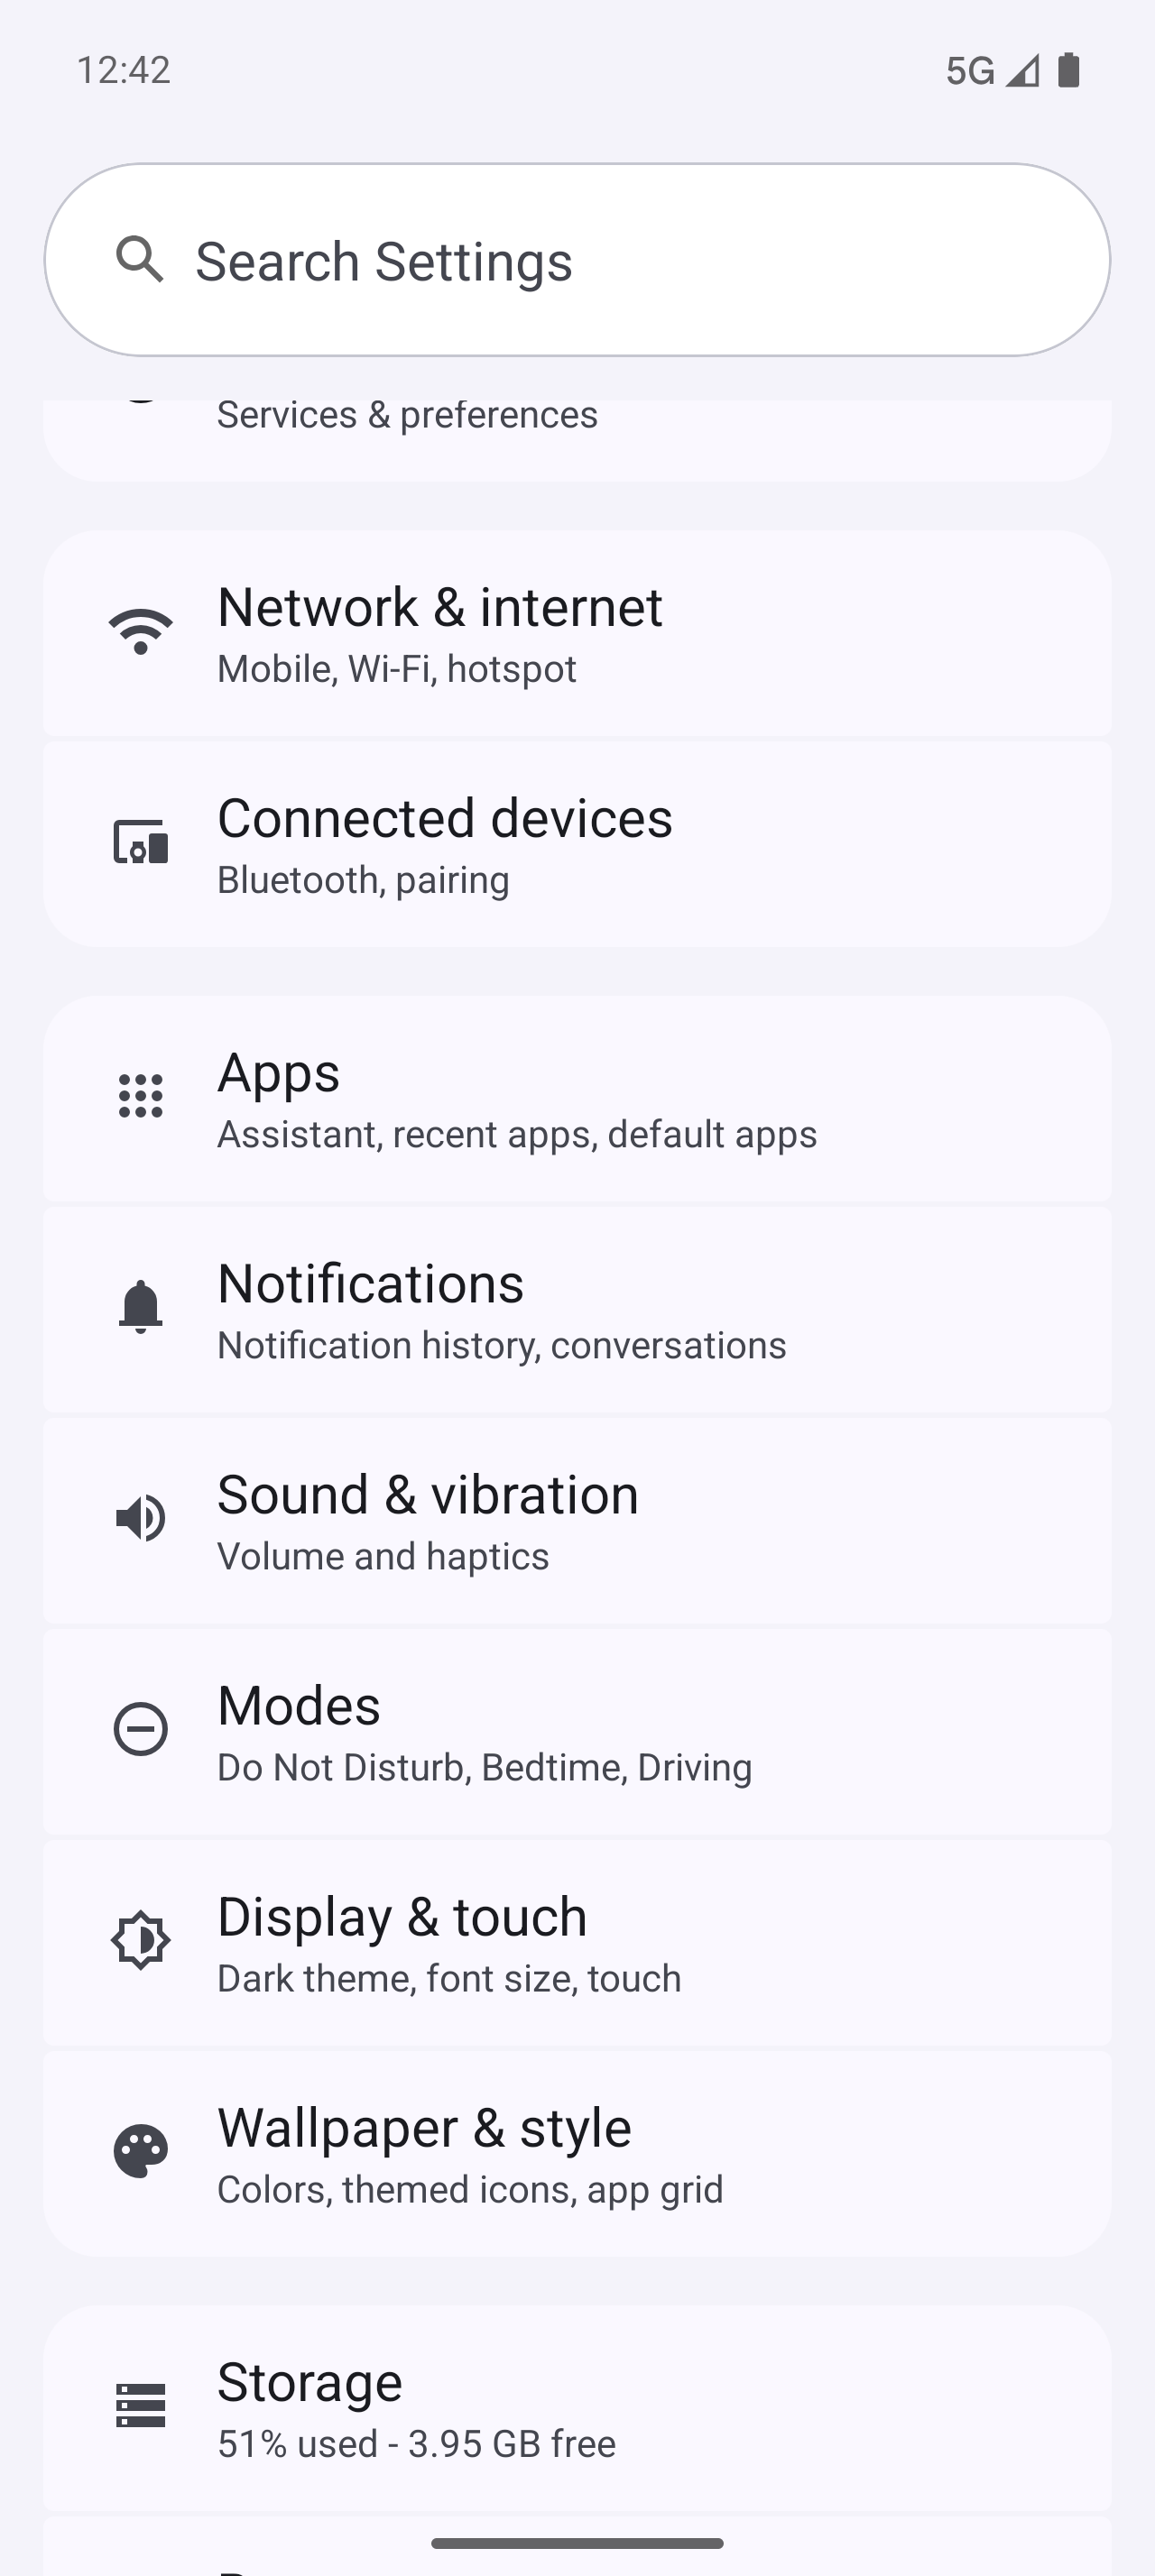 12:42
5G
Search Settings
Services & preferences
Network & internet
Mobile, Wi-Fi, hotspot
Connected devices
Bluetooth, pairing
Apps
Assistant, recent apps, default apps
Notifications
Notification history, conversations
Sound & vibration
Volume and haptics
Modes
Do Not Disturb, Bedtime, Driving
Display & touch
Dark theme, font size, touch
Wallpaper & style
Colors, themed icons, app grid
Storage
51% used - 3.95 GB free